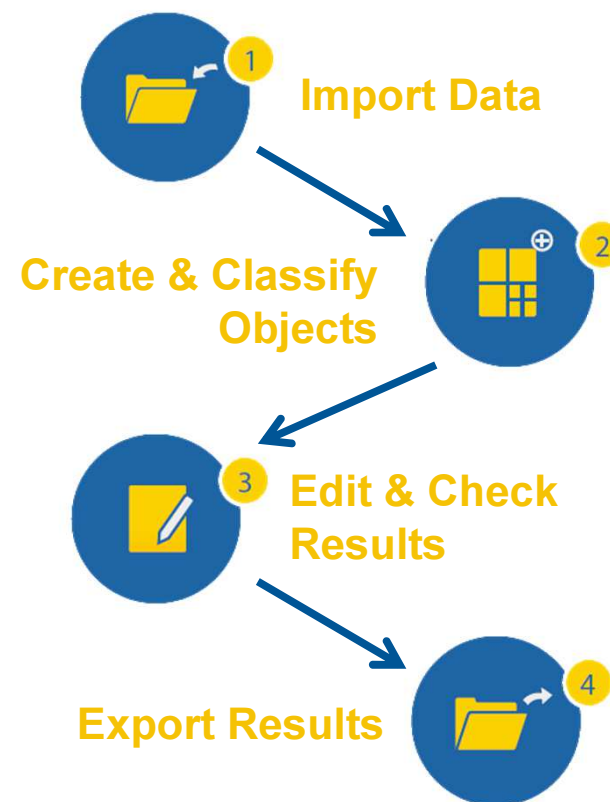 1
Import Data
2
Create & Classify
Objects
3
Edit & Check
Results
4
Export Results